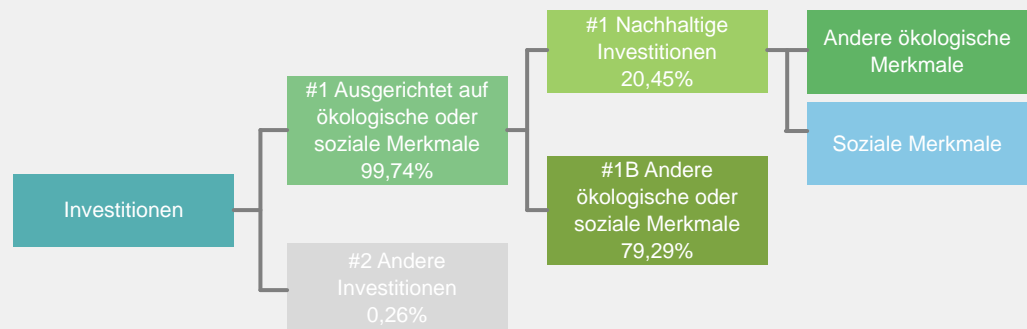 Investitionen
#1 Ausgerichtet auf
ökologische oder
soziale Merkmale
99,74%
#2 Andere
Investitionen
0,26%
#1 Nachhaltige
Investitionen
20,45%
#1B Andere
ökologische oder
soziale Merkmale
79,29%
Andere ökologische
Merkmale
Soziale Merkmale